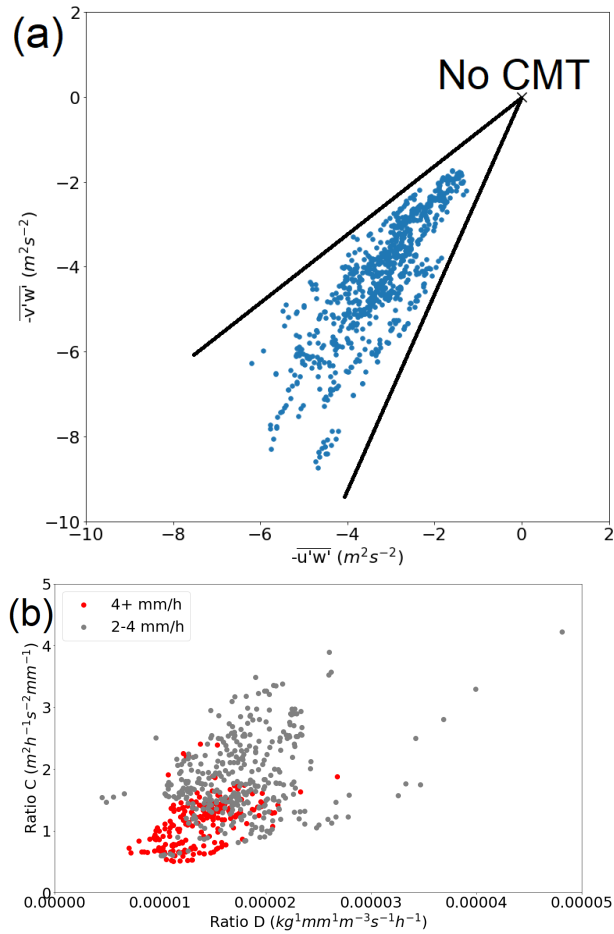 (a)
2
No CMT
0
−2
−4
−6
−8
−10
-v'w' (m²s⁻²)
−10 −8 −6 −4 −2 0 2
-u'w' (m²s⁻²)
(b)
5
4+ mm/h
2-4 mm/h
4
3
2
1
0
Ratio C (m²h⁻¹s⁻²mm⁻¹)
0.00000 0.00001 0.00002 0.00003 0.00004 0.00005
Ratio D (kg¹mm¹m⁻³s⁻¹h⁻¹)